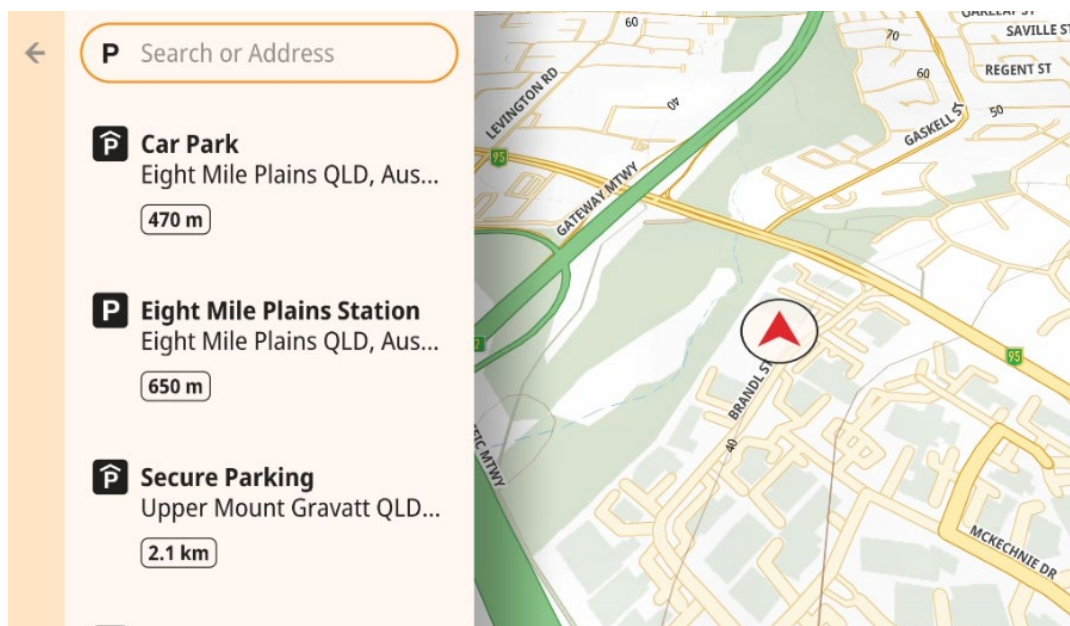 P Search or Address
P Car Park
Eight Mile Plains QLD, Aus...
470 m
P Eight Mile Plains Station
Eight Mile Plains QLD, Aus...
650 m
P Secure Parking
Upper Mount Gravatt QLD...
2.1 km
60
70
SAVILLE ST
LEVINGTON RD
40
60
REGENT ST
50
GASKELL ST
95
GATEWAY MTWY
2
95
BRANDL ST
40
MCKECHNIE DR